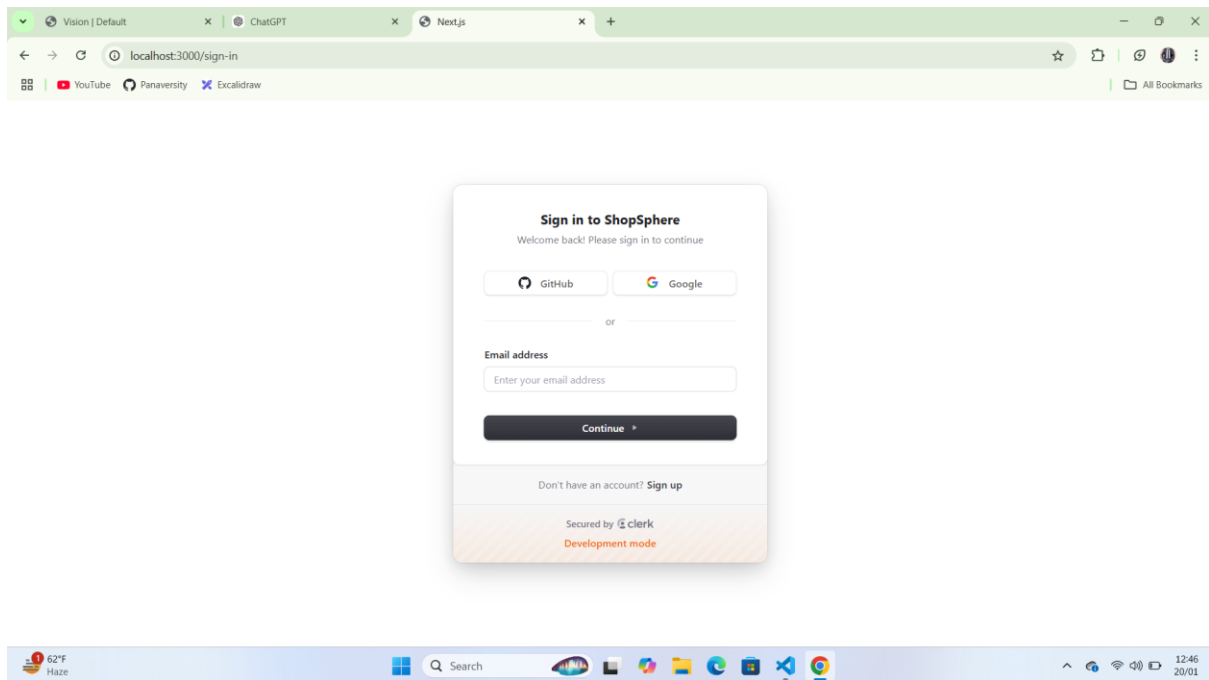 Vision | Default
ChatGPT
Next.js
localhost:3000/sign-in
YouTube Panaversity Excalidraw All Bookmarks
Sign in to ShopSphere
Welcome back! Please sign in to continue
GitHub Google
or
Email address
Enter your email address
Continue
Don't have an account? Sign up
Secured by clerk
Development mode
1
62°F
Haze
Search
12:46
20/01